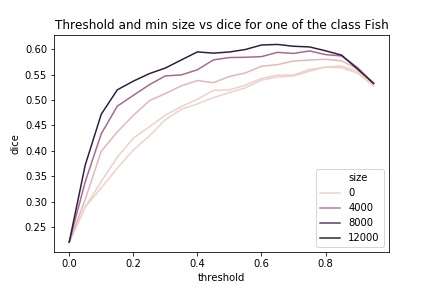 Threshold and min size vs dice for one of the class Fish
dice
0.60
0.55
0.50
0.45
0.40
0.35
0.30
0.25
size
0
4000
8000
12000
0.0 0.2 0.4 0.6 0.8
threshold